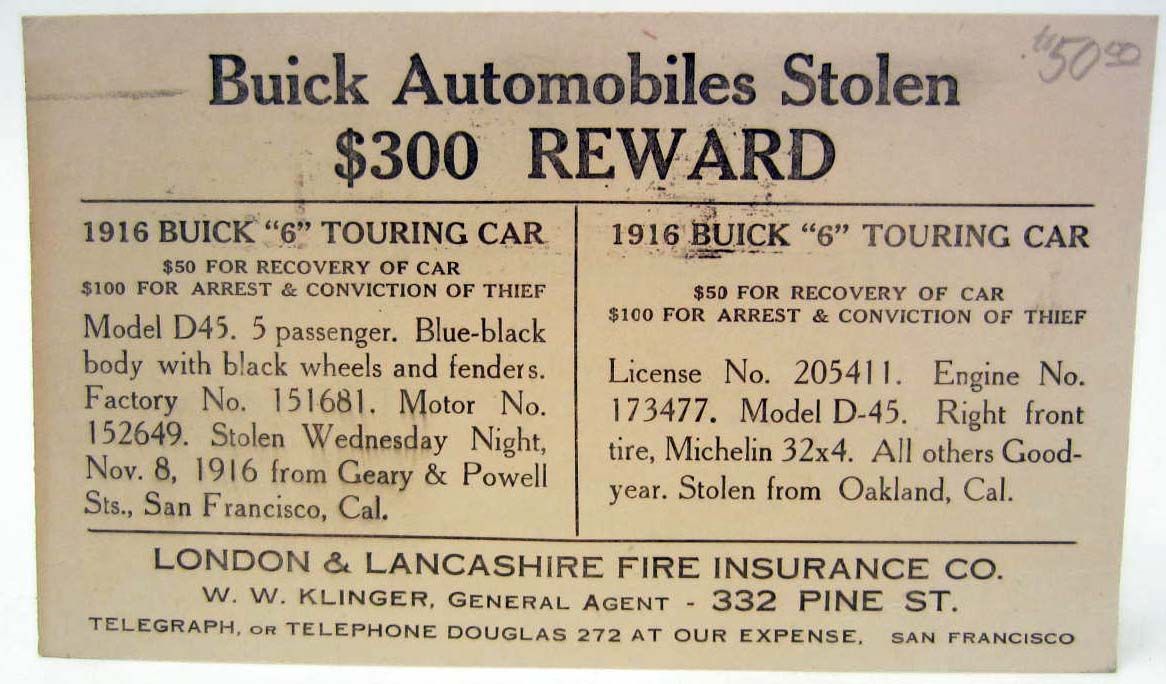 "50.00
Buick Automobiles Stolen
$300 REWARD
1916 BUICK “6” TOURING CAR
$50 FOR RECOVERY OF CAR
$100 FOR ARREST & CONVICTION OF THIEF
Model D45. 5 passenger. Blue-black
body with black wheels and fenders.
Factory No. 151681. Motor No.
152649. Stolen Wednesday Night,
Nov. 8, 1916 from Geary & Powell
Sts., San Francisco, Cal.
1916 BUICK “6” TOURING CAR
$50 FOR RECOVERY OF CAR
$100 FOR ARREST & CONVICTION OF THIEF
License No. 205411. Engine No.
173477. Model D-45. Right front
tire, Michelin 32x4. All others Good-
year. Stolen from Oakland, Cal.
LONDON & LANCASHIRE FIRE INSURANCE CO.
W. W. KLINGER, GENERAL AGENT - 332 PINE ST.
TELEGRAPH, OR TELEPHONE DOUGLAS 272 AT OUR EXPENSE, SAN FRANCISCO